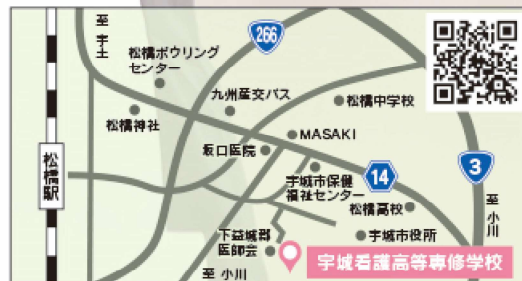 至 宇土
266
松橋ボウリング
センター
九州産交バス
松橋中学校
松橋神社
MASAKI
坂口医院
松橋駅
宇城市保健
福祉センター
14
3
至 小川
松橋高校
下益城郡
医師会
宇城市役所
宇城看護高等専修学校
至 小川